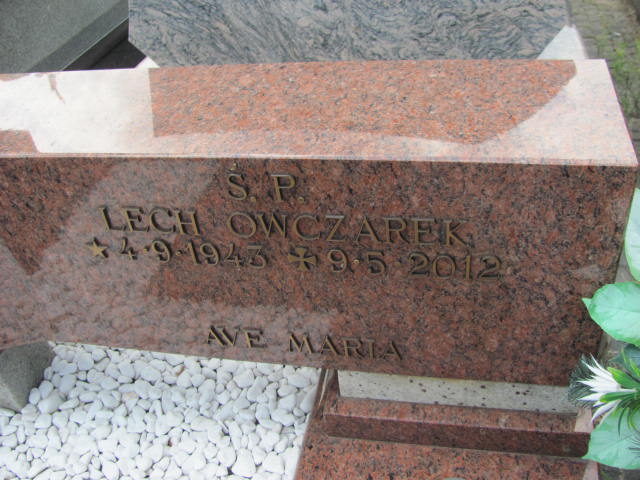 Ś. P.
LECH OWCZAREK
★ 4·9·1943 ✠ 9·5 2012
AVE MARIA